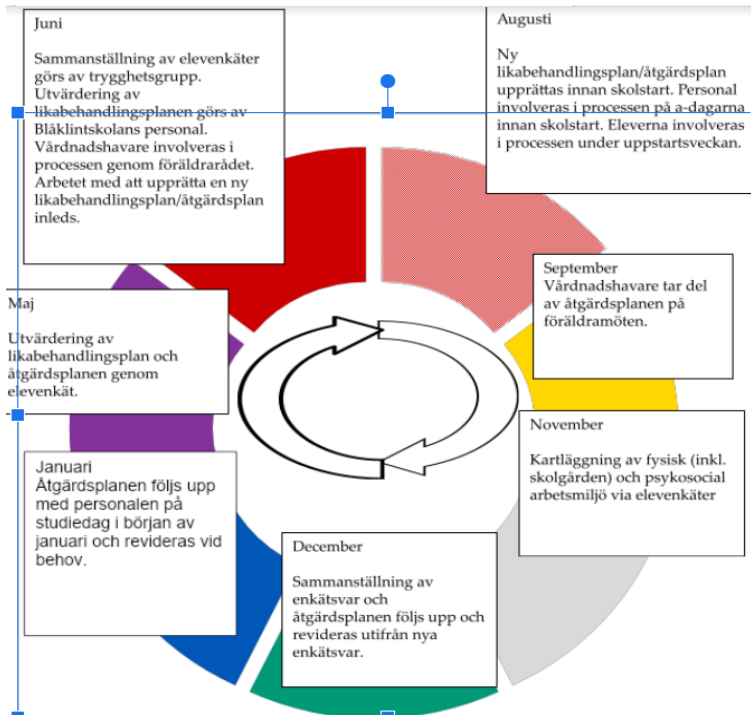 Juni
Sammanställning av elevenkäter
görs av trygghetsgrupp.
Utvärdering av
likabehandlingsplanen görs av
Blåklintskolans personal.
Vårdnadshavare involveras i
processen genom föräldrarådet.
Arbetet med att upprätta en ny
likabehandlingsplan/åtgärdsplan
inleds.
Augusti
Ny
likabehandlingsplan/åtgärdsplan
upprättas innan skolstart. Personal
involveras i processen på a-dagarna
innan skolstart. Eleverna involveras
i processen under uppstartsveckan.
September
Vårdnadshavare tar del
av åtgärdsplanen på
föräldramöten.
November
Kartläggning av fysisk (inkl.
skolgården) och psykosocial
arbetsmiljö via elevenkäter
December
Sammanställning av
enkätsvar och
åtgärdsplanen följs upp och
revideras utifrån nya
enkätsvar.
Januari
Åtgärdsplanen följs upp
med personalen på
studiedag i början av
januari och revideras vid
behov.
Maj
Utvärdering av
likabehandlingsplan och
åtgärdsplanen genom
elevenkät.